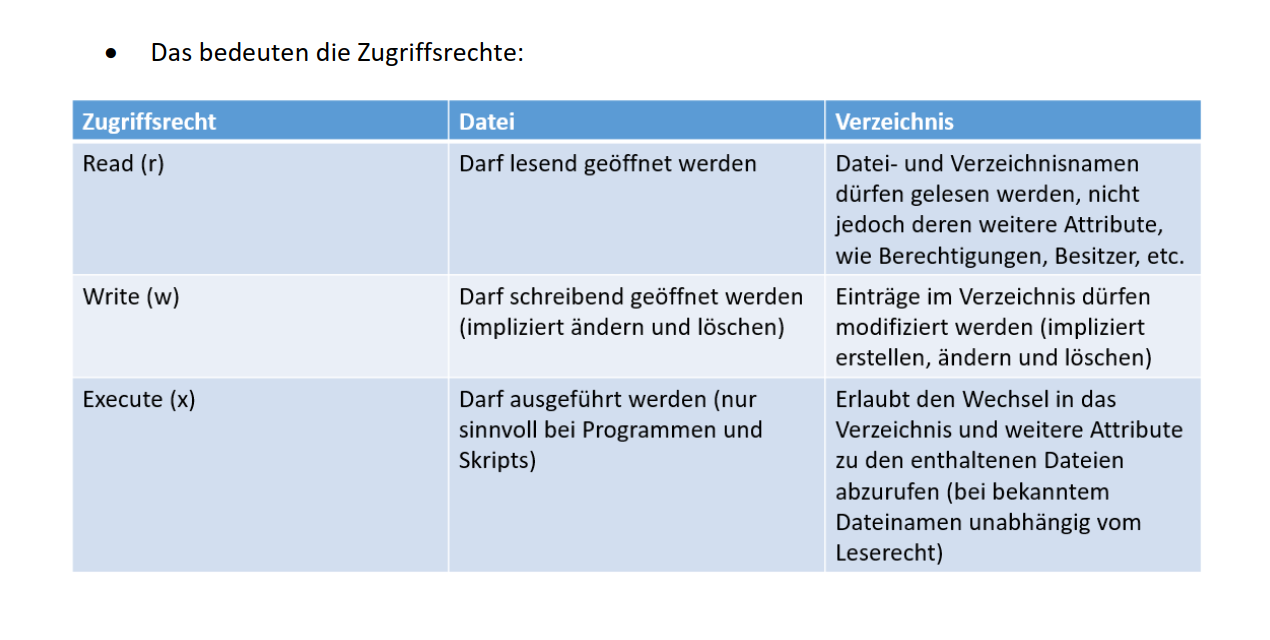 • Das bedeuten die Zugriffsrechte:
Zugriffsrecht
Datei
Verzeichnis
Read (r)
Darf lesend geöffnet werden
Datei- und Verzeichnisnamen
dürfen gelesen werden, nicht
jedoch deren weitere Attribute,
wie Berechtigungen, Besitzer, etc.
Write (w)
Darf schreibend geöffnet werden
(impliziert ändern und löschen)
Einträge im Verzeichnis dürfen
modifiziert werden (impliziert
erstellen, ändern und löschen)
Execute (x)
Darf ausgeführt werden (nur
sinnvoll bei Programmen und
Skripts)
Erlaubt den Wechsel in das
Verzeichnis und weitere Attribute
zu den enthaltenen Dateien
abzurufen (bei bekanntem
Dateinamen unabhängig vom
Leserecht)